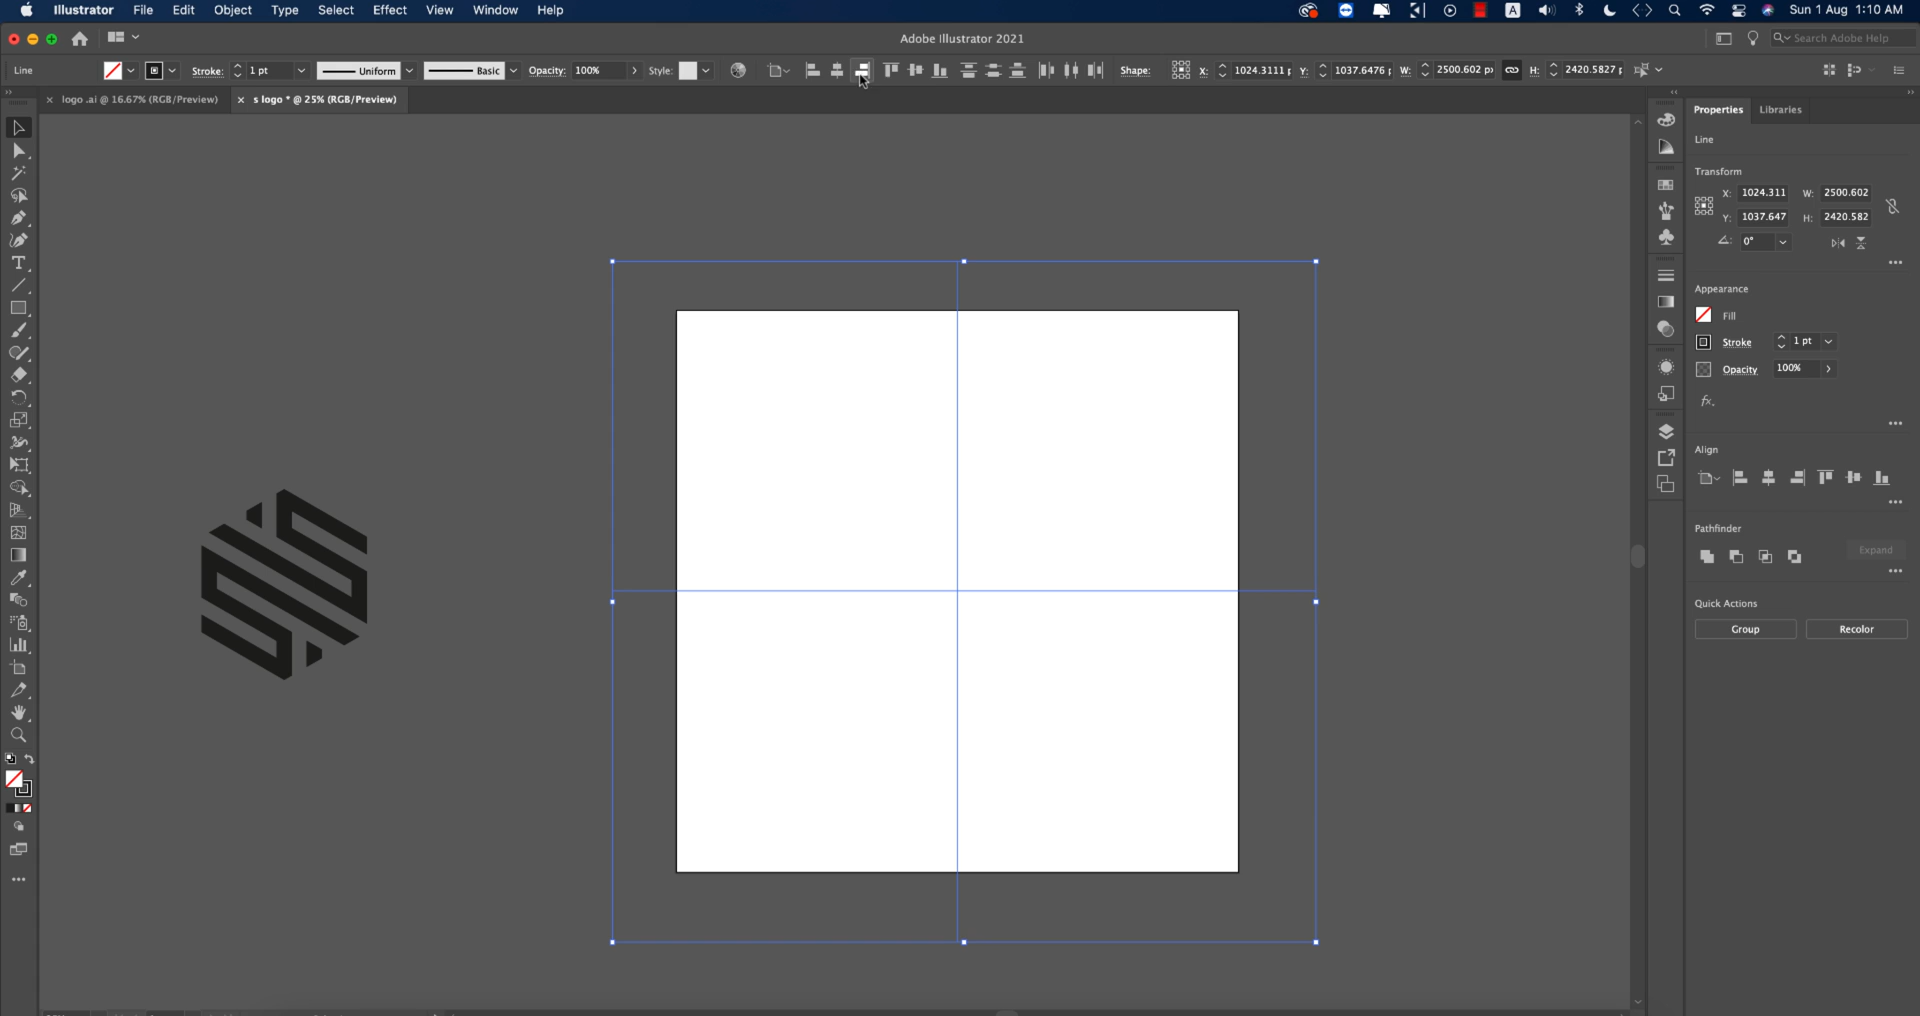 Illustrator File Edit Object Type Select Effect View Window Help A Sun 1 Aug 1:10 AM
Adobe Illustrator 2021 Search Adobe Help
Line Stroke: 1 pt Uniform Basic Opacity: 100% Style: Shape: X: 1024.3111 p Y: 1037.6476 p W: 2500.602 px H: 2420.5827 p
× logo .ai @ 16.67% (RGB/Preview) × s logo * @ 25% (RGB/Preview)
Properties Libraries
Line
Transform
X: 1024.311 W: 2500.602
Y: 1037.647 H: 2420.582
0°
Appearance
Fill
Stroke 1 pt
Opacity 100%
fx.
Align
Pathfinder
Expand
Quick Actions
Group Recolor